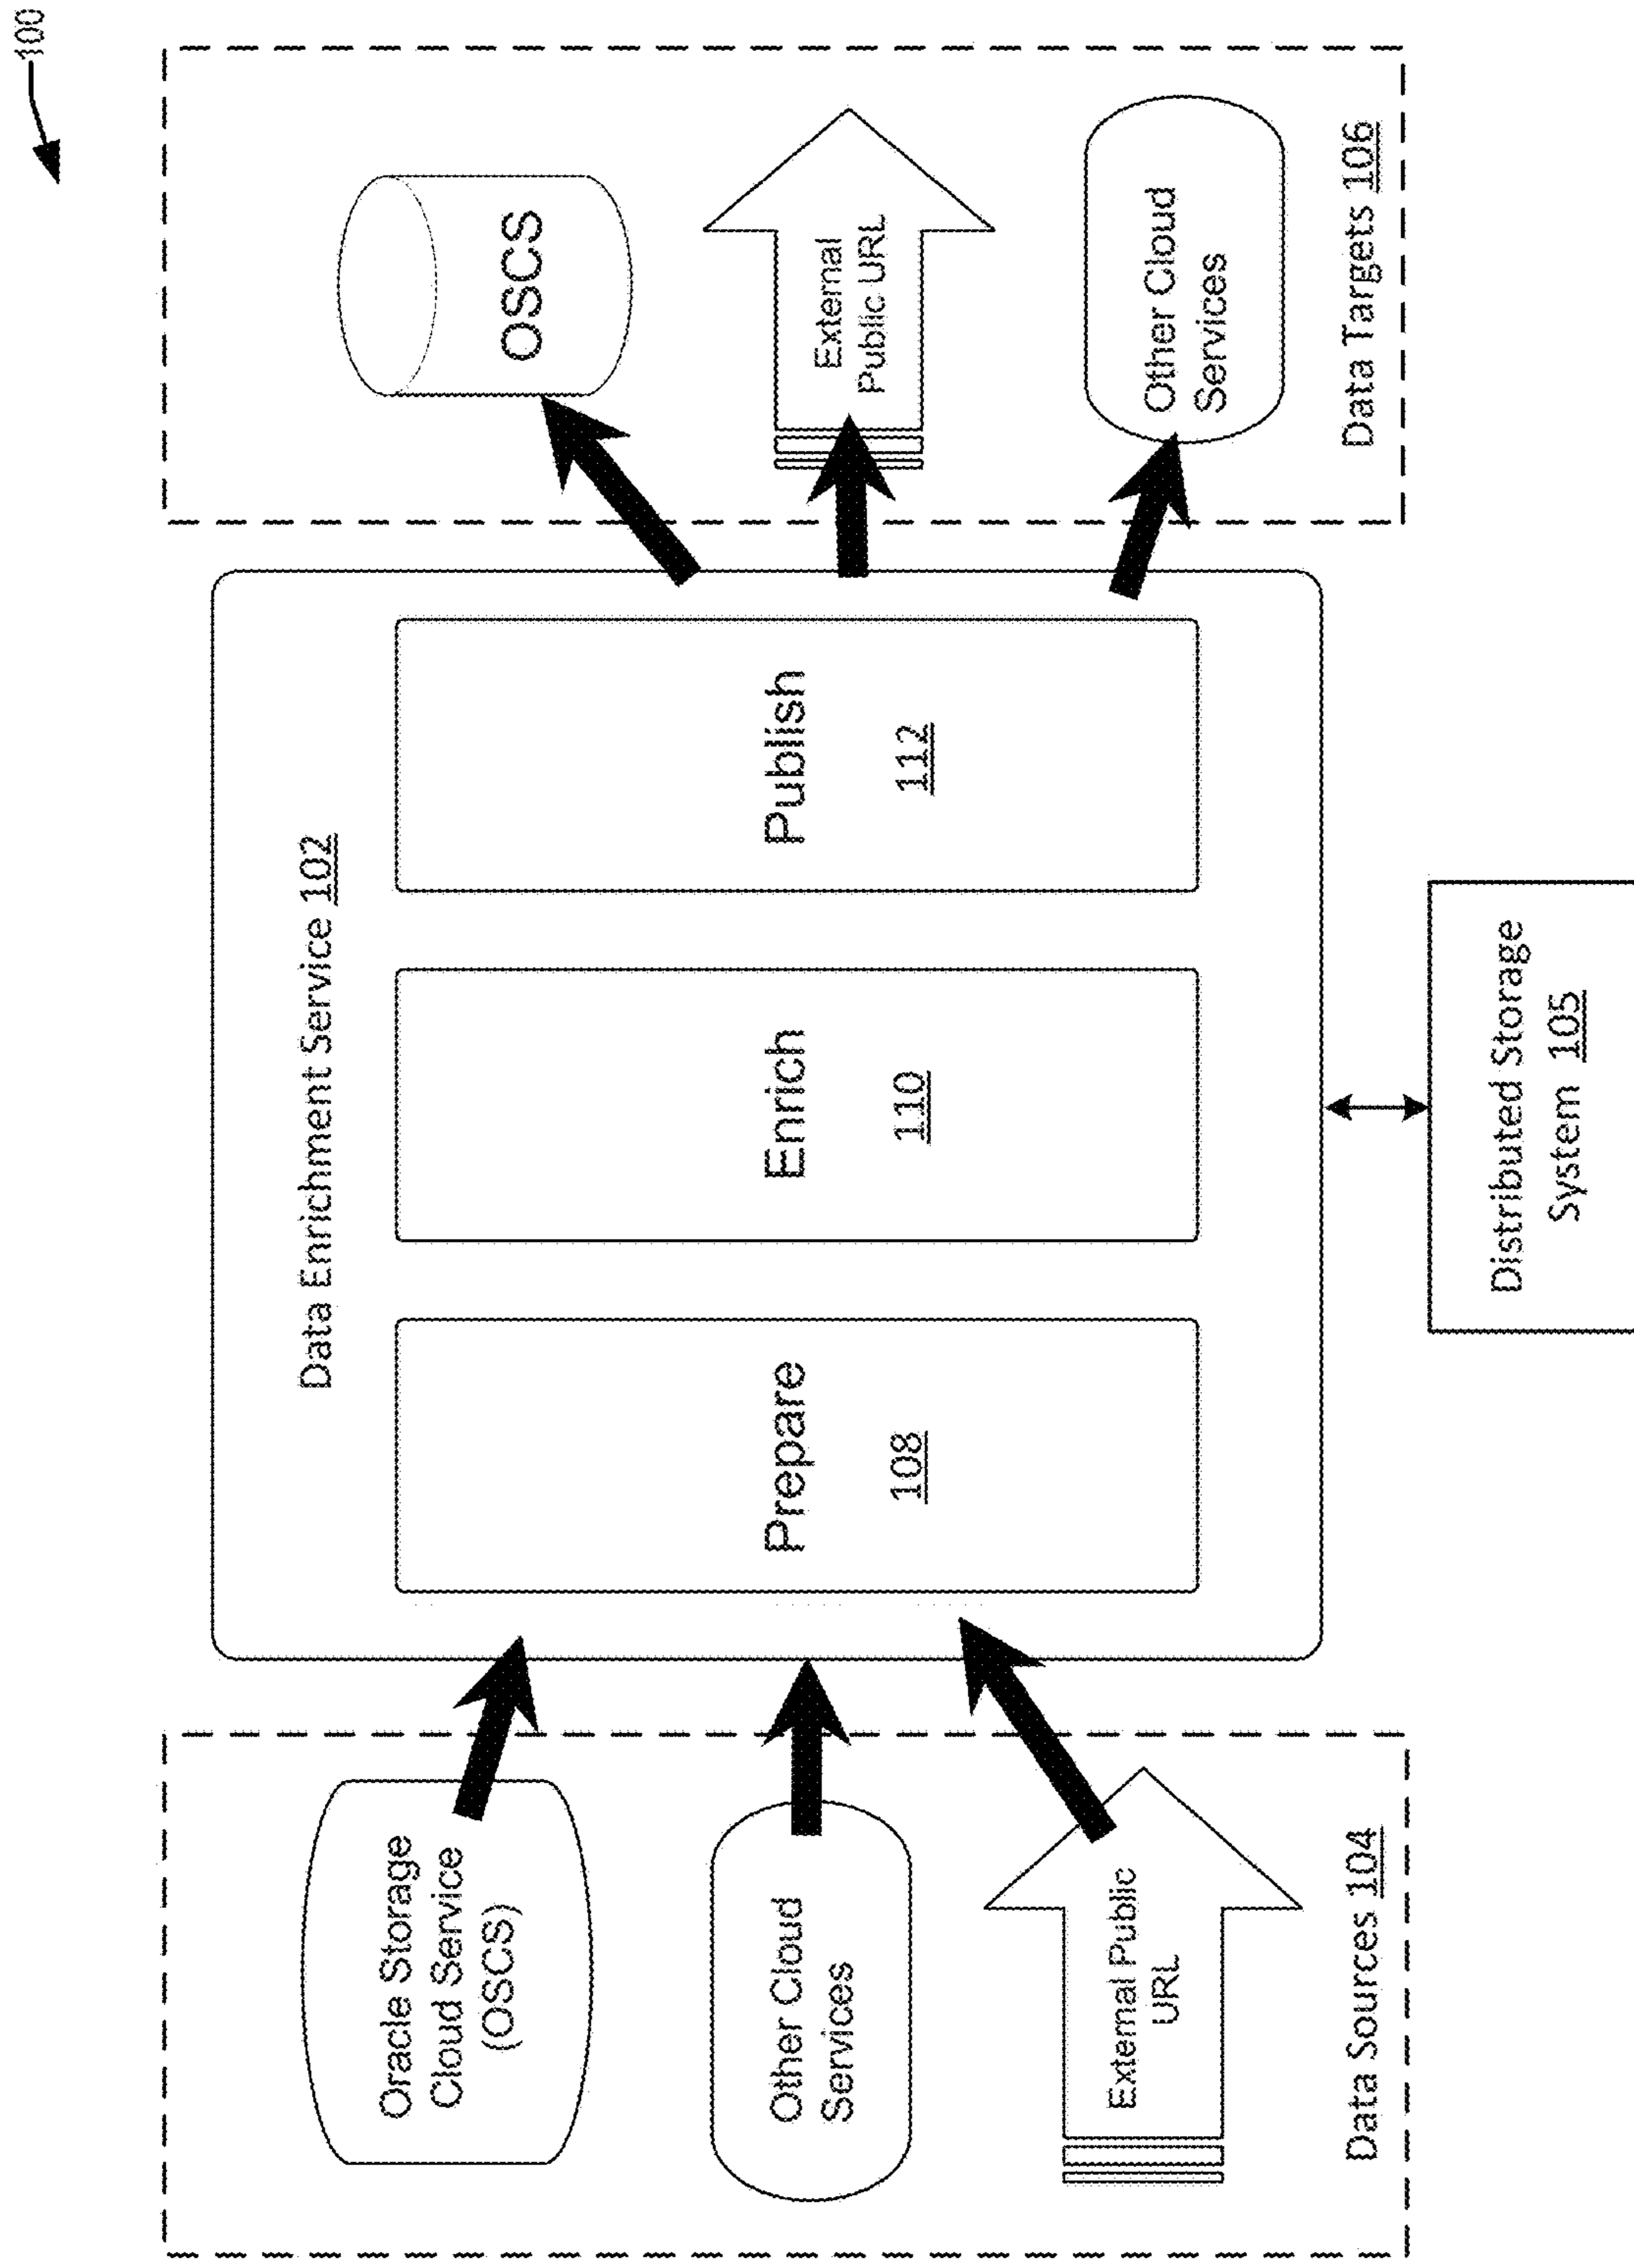 100
Oracle Storage
Cloud Service
(OSCS)
Other Cloud
Services
External Public
URL
Data Sources 104
Data Enrichment Service 102
Prepare
108
Enrich
110
Publish
112
Distributed Storage
System 105
OSCS
External
Public URL
Other Cloud
Services
Data Targets 106